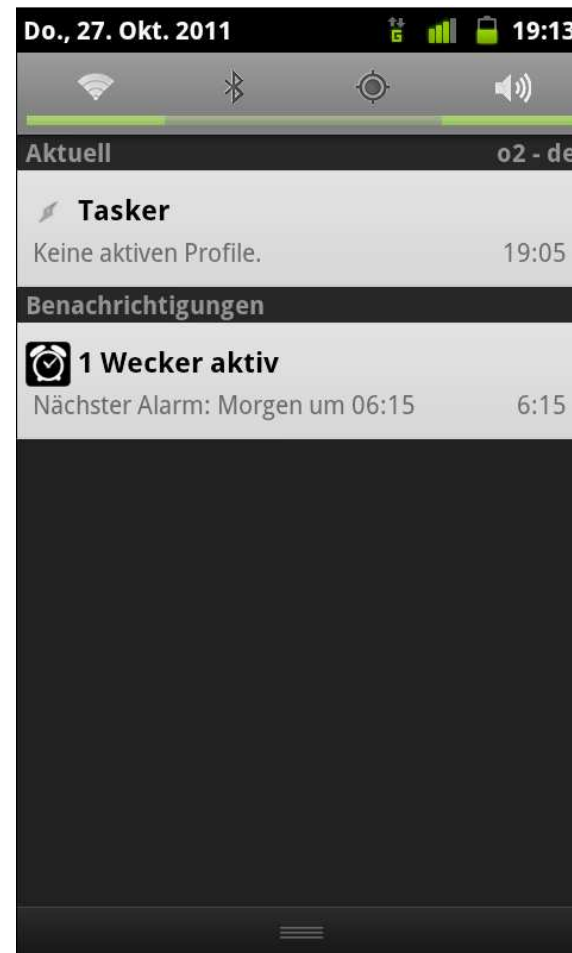 Do., 27. Okt. 2011 G 19:13
Aktuell o2 - de
Tasker
Keine aktiven Profile. 19:05
Benachrichtigungen
1 Wecker aktiv
Nächster Alarm: Morgen um 06:15 6:15